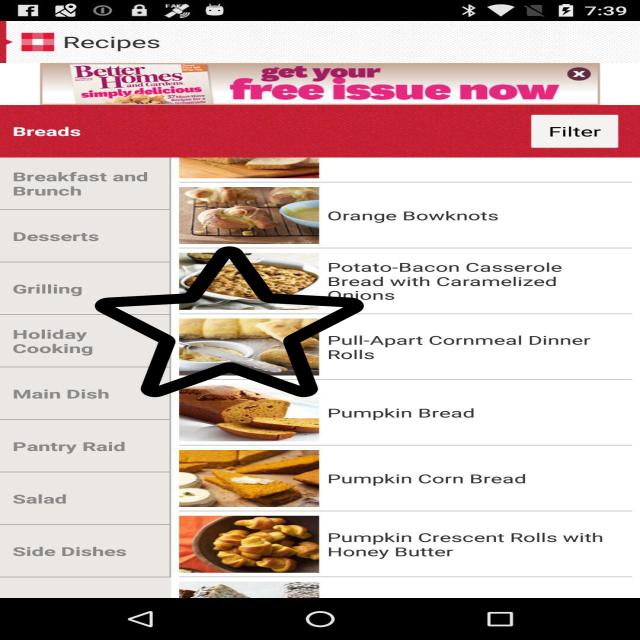 7:39
Recipes
Better Homes and Gardens
simply delicious
get your
free issue now
Breads
Filter
Breakfast and
Brunch
Desserts
Grilling
Holiday
Cooking
Main Dish
Pantry Raid
Salad
Side Dishes
Orange Bowknots
Potato-Bacon Casserole
Bread with Caramelized
Onions
Pull-Apart Cornmeal Dinner
Rolls
Pumpkin Bread
Pumpkin Corn Bread
Pumpkin Crescent Rolls with
Honey Butter